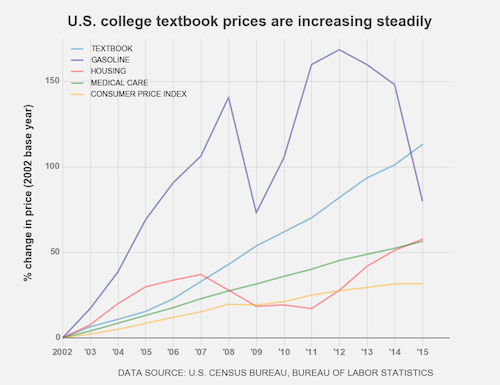 U.S. college textbook prices are increasing steadily
TEXTBOOK
GASOLINE
HOUSING
MEDICAL CARE
CONSUMER PRICE INDEX
% change in price (2002 base year)
150
100
50
0
2002 '03 '04 '05 '06 '07 '08 '09 '10 '11 '12 '13 '14 '15
DATA SOURCE: U.S. CENSUS BUREAU, BUREAU OF LABOR STATISTICS